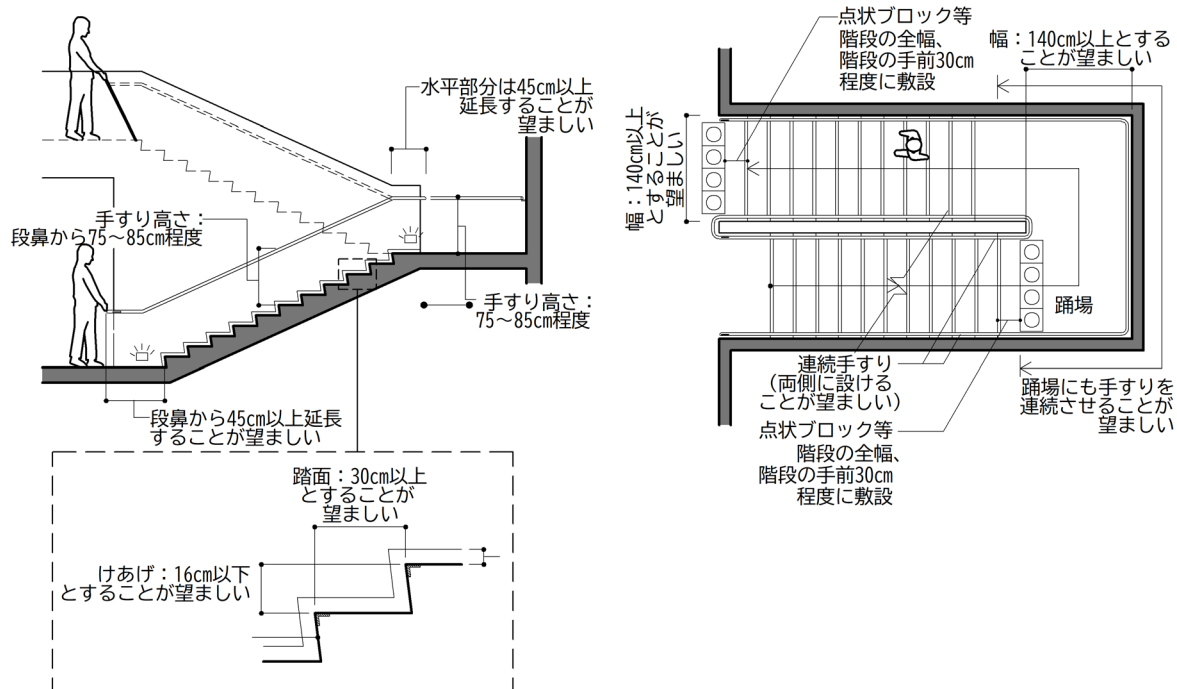 水平部分は45cm以上
延長することが
望ましい
手すり高さ：
段鼻から75～85cm程度
手すり高さ：
75～85cm程度
段鼻から45cm以上延長
することが望ましい
踏面：30cm以上
とすることが
望ましい
けあげ：16cm以下
とすることが望ましい
点状ブロック等
階段の全幅、
階段の手前30cm
程度に敷設
幅：140cm以上とする
ことが望ましい
幅：140cm以上
とすることが
望ましい
踊場
連続手すり
（両側に設ける
ことが望ましい）
踊場にも手すりを
連続させることが
望ましい
点状ブロック等
階段の全幅、
階段の手前30cm
程度に敷設